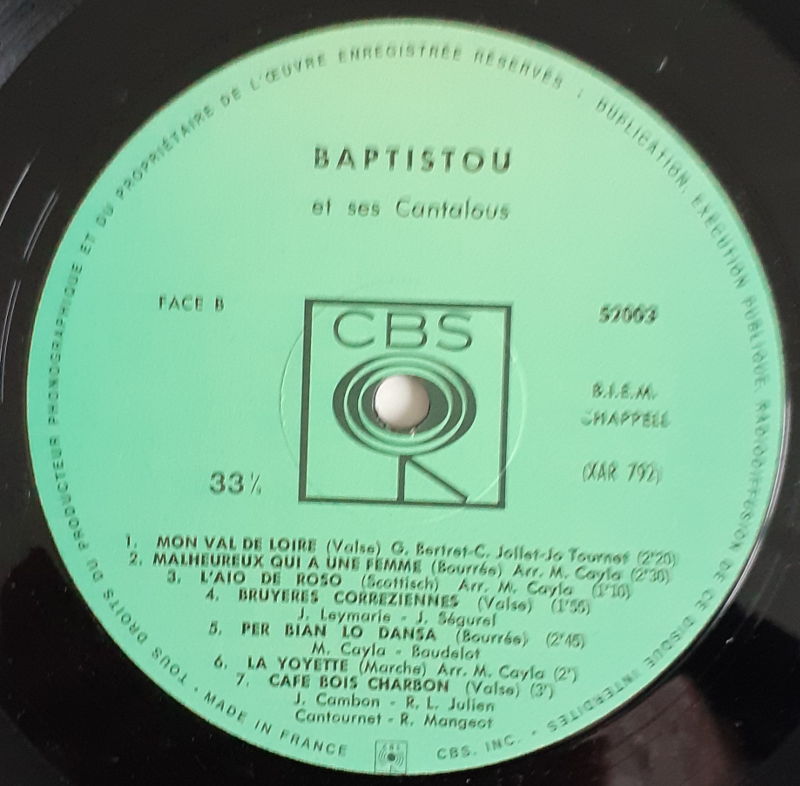 TOUS DROITS DU PRODUCTEUR PHONOGRAPHIQUE ET DU PROPRIÉTAIRE DE L'ŒUVRE ENREGISTRÉE RÉSERVÉS : DUPLICATION, EXÉCUTION PUBLIQUE, RADIODIFFUSION DE CE DISQUE INTERDITES
BAPTISTOU
et ses Cantalous
FACE B
CBS
52003
B.I.E.M.
CHAPPELL
33⅓
(XAR 792)
1. MON VAL DE LOIRE (Valse) G. Bertret-C. Jollet-Jo Tournet (2'20)
2. MALHEUREUX QUI A UNE FEMME (Bourrée) Arr. M. Cayla (2'30)
3. L'AIO DE ROSO (Scottisch) Arr. M. Cayla (1'10)
4. BRUYERES CORREZIENNES (Valse) (1'55)
J. Leymarie - J. Ségurel
5. PER BIAN LO DANSA (Bourrée) (2'45)
M. Cayla - Baudelot
6. LA YOYETTE (Marche) Arr. M. Cayla (2')
7. CAFE BOIS CHARBON (Valse) (3')
J. Cambon - R. L. Julien
Cantournet - R. Mangeot
MADE IN FRANCE
CBS. INC.